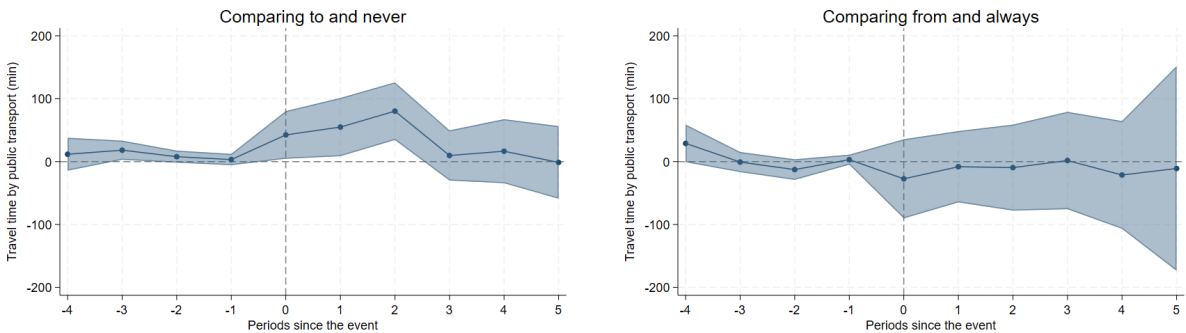 Comparing to and never
Travel time by public transport (min)
200
100
0
-100
-200
-4 -3 -2 -1 0 1 2 3 4 5
Periods since the event
Comparing from and always
Travel time by public transport (min)
200
100
0
-100
-200
-4 -3 -2 -1 0 1 2 3 4 5
Periods since the event